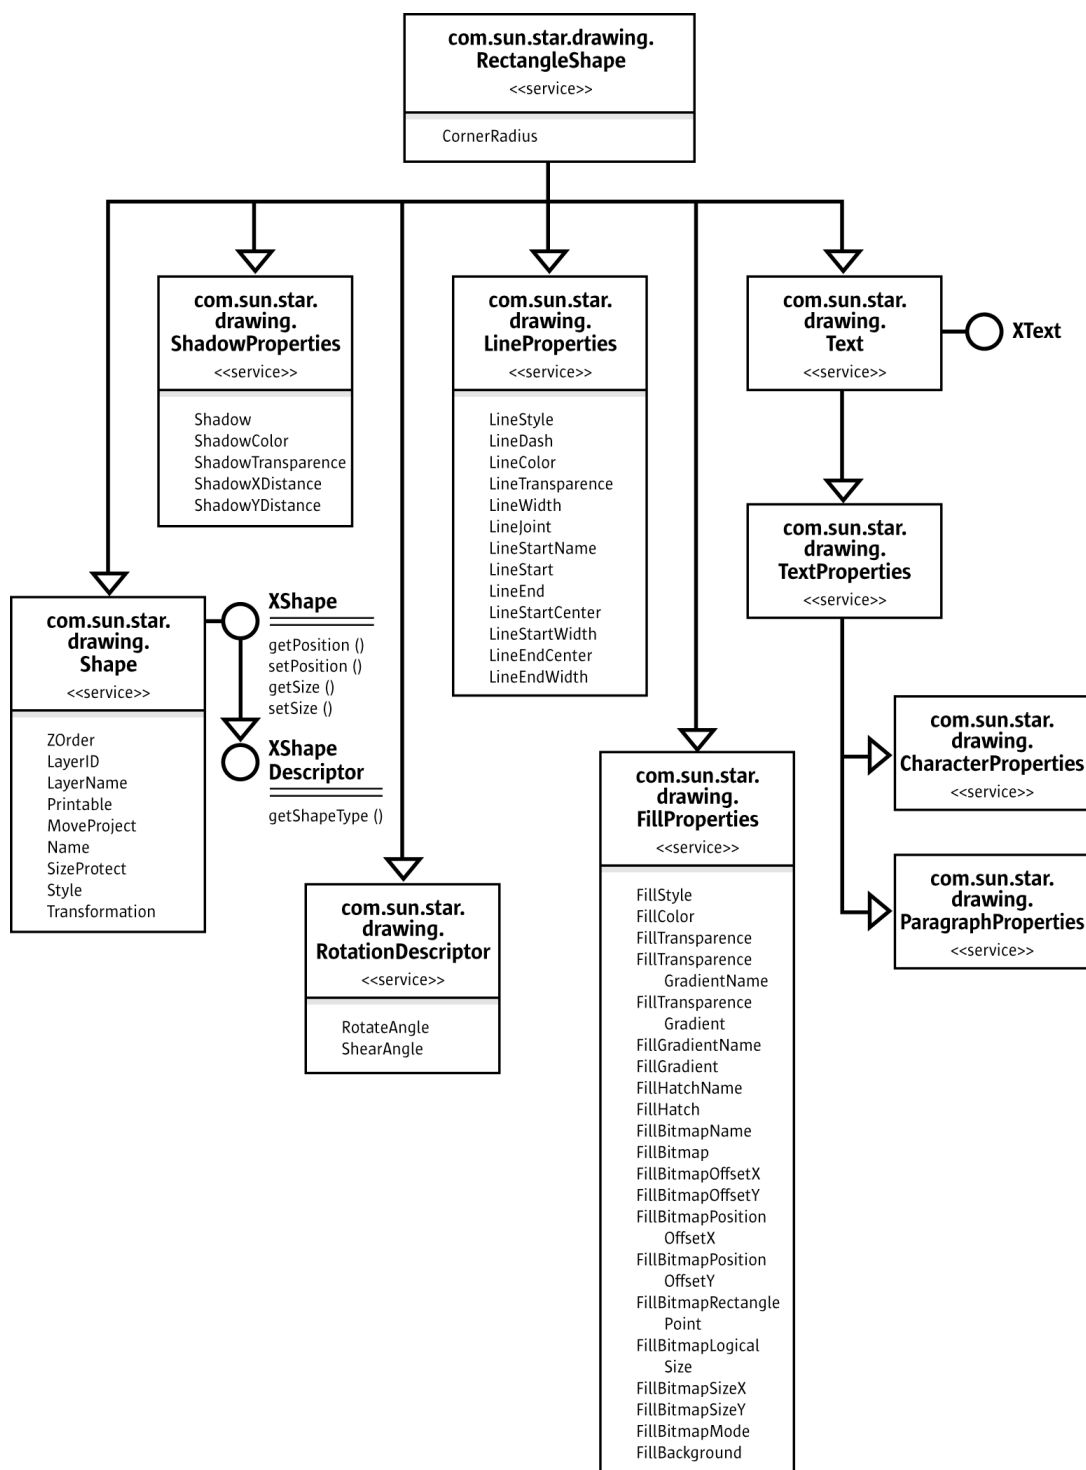 com.sun.star.drawing.
RectangleShape
<<service>>
CornerRadius
com.sun.star.
drawing.
ShadowProperties
<<service>>
Shadow
ShadowColor
ShadowTransparence
ShadowXDistance
ShadowYDistance
com.sun.star.
drawing.
LineProperties
<<service>>
LineStyle
LineDash
LineColor
LineTransparence
LineWidth
LineJoint
LineStartName
LineStart
LineEnd
LineStartCenter
LineStartWidth
LineEndCenter
LineEndWidth
com.sun.star.
drawing.
Text
<<service>>
XText
com.sun.star.
drawing.
TextProperties
<<service>>
com.sun.star.
drawing.
Shape
<<service>>
ZOrder
LayerID
LayerName
Printable
MoveProject
Name
SizeProtect
Style
Transformation
XShape
getPosition ()
setPosition ()
getSize ()
setSize ()
XShape
Descriptor
getShapeType ()
com.sun.star.
drawing.
RotationDescriptor
<<service>>
RotateAngle
ShearAngle
com.sun.star.
drawing.
FillProperties
<<service>>
FillStyle
FillColor
FillTransparence
FillTransparence
GradientName
FillTransparence
Gradient
FillGradientName
FillGradient
FillHatchName
FillHatch
FillBitmapName
FillBitmap
FillBitmapOffsetX
FillBitmapOffsetY
FillBitmapPosition
OffsetX
FillBitmapPosition
OffsetY
FillBitmapRectangle
Point
FillBitmapLogical
Size
FillBitmapSizeX
FillBitmapSizeY
FillBitmapMode
FillBackground
com.sun.star.
drawing.
CharacterProperties
<<service>>
com.sun.star.
drawing.
ParagraphProperties
<<service>>